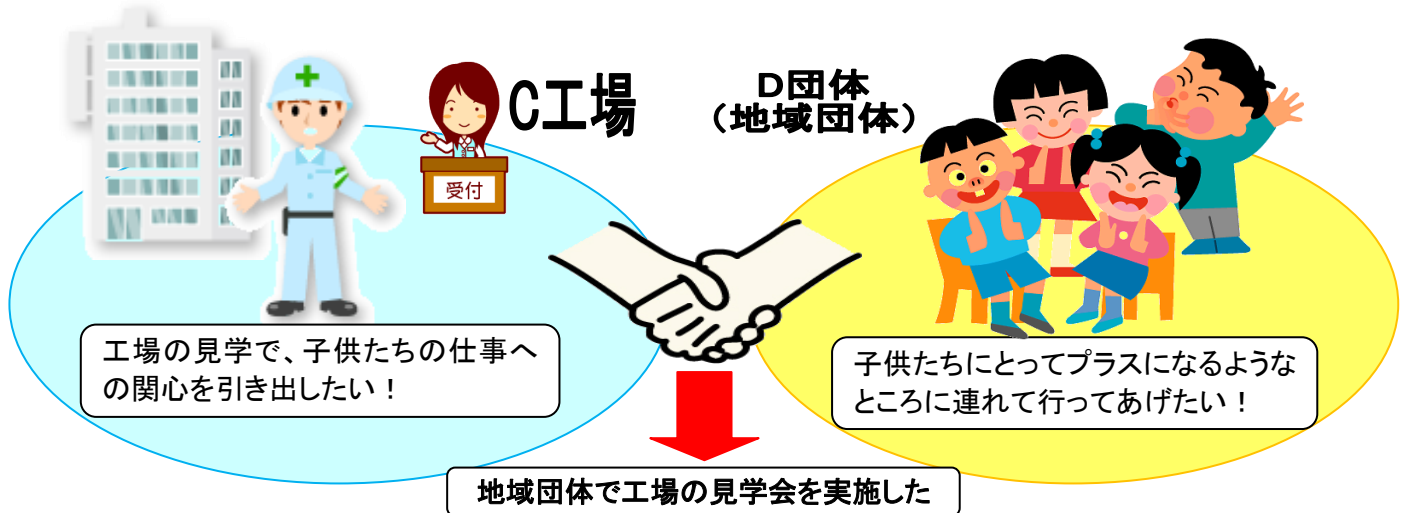 C工場
D団体
（地域団体）
受付
工場の見学で、子供たちの仕事へ
の関心を引き出したい！
子供たちにとってプラスになるような
ところに連れて行ってあげたい！
地域団体で工場の見学会を実施した